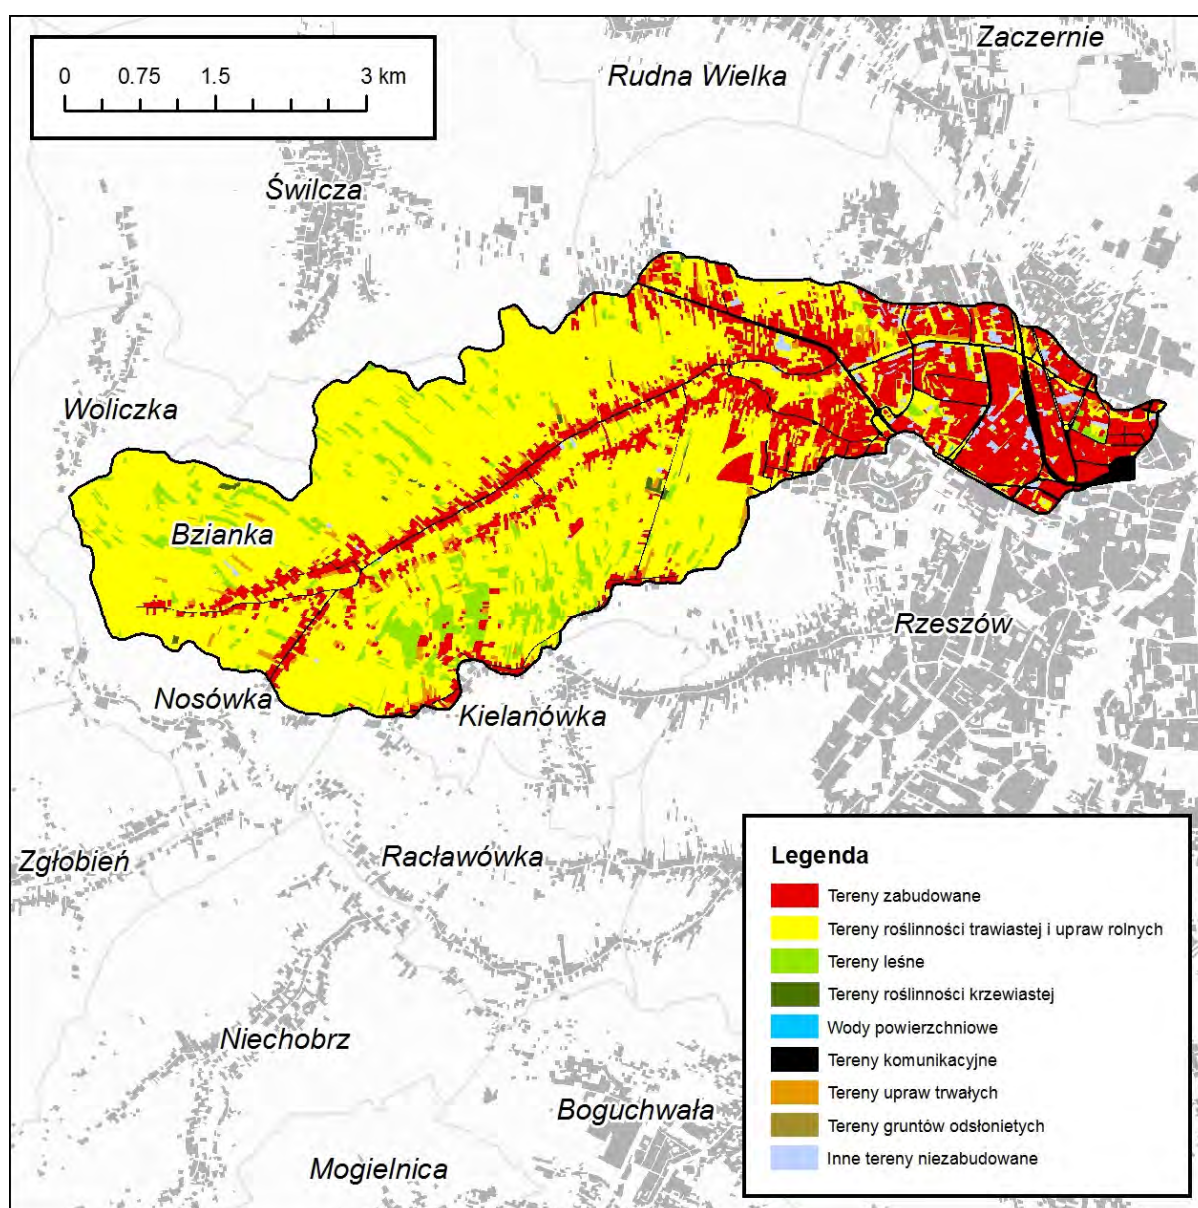 Zaczernie
Rudna Wielka
0 0.75 1.5 3 km
Świlcza
Woliczka
Bzianka
Rzeszów
Nosówka
Kielanówka
Zgłobień
Racławówka
Niechobrz
Boguchwała
Mogielnica
Legenda
Tereny zabudowane
Tereny roślinności trawiastej i upraw rolnych
Tereny leśne
Tereny roślinności krzewiastej
Wody powierzchniowe
Tereny komunikacyjne
Tereny upraw trwałych
Tereny gruntów odsłonietych
Inne tereny niezabudowane